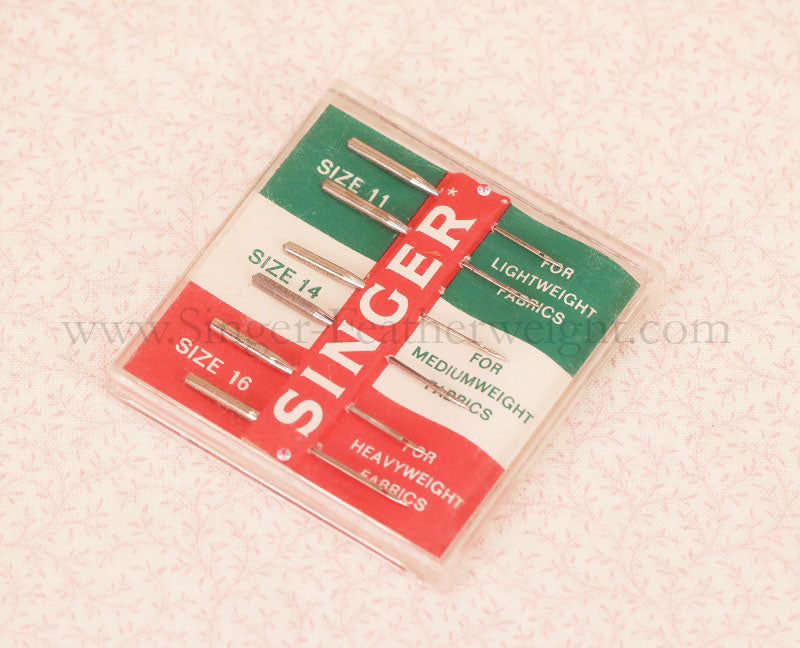 SIZE 11
SINGER*
FOR
LIGHTWEIGHT
FABRICS
SIZE 14
FOR
MEDIUMWEIGHT
FABRICS
SIZE 16
FOR
HEAVYWEIGHT
FABRICS
www.Singer-Featherweight.com